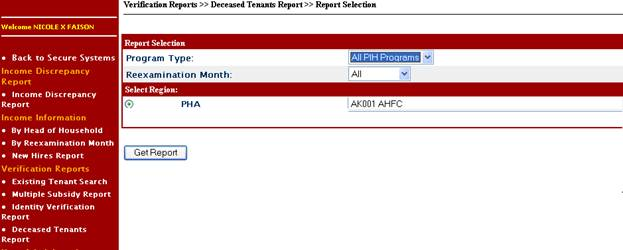 Verification Reports >> Deceased Tenants Report >> Report Selection
Welcome NICOLE X FAISON
• Back to Secure Systems
Income Discrepancy
Report
• Income Discrepancy
Report
Income Information
• By Head of Household
• By Reexamination Month
• New Hires Report
Verification Reports
• Existing Tenant Search
• Multiple Subsidy Report
• Identity Verification
Report
• Deceased Tenants
Report
Report Selection
Program Type: All PIH Programs
Reexamination Month: All
Select Region:
PHA AK001 AHFC
Get Report